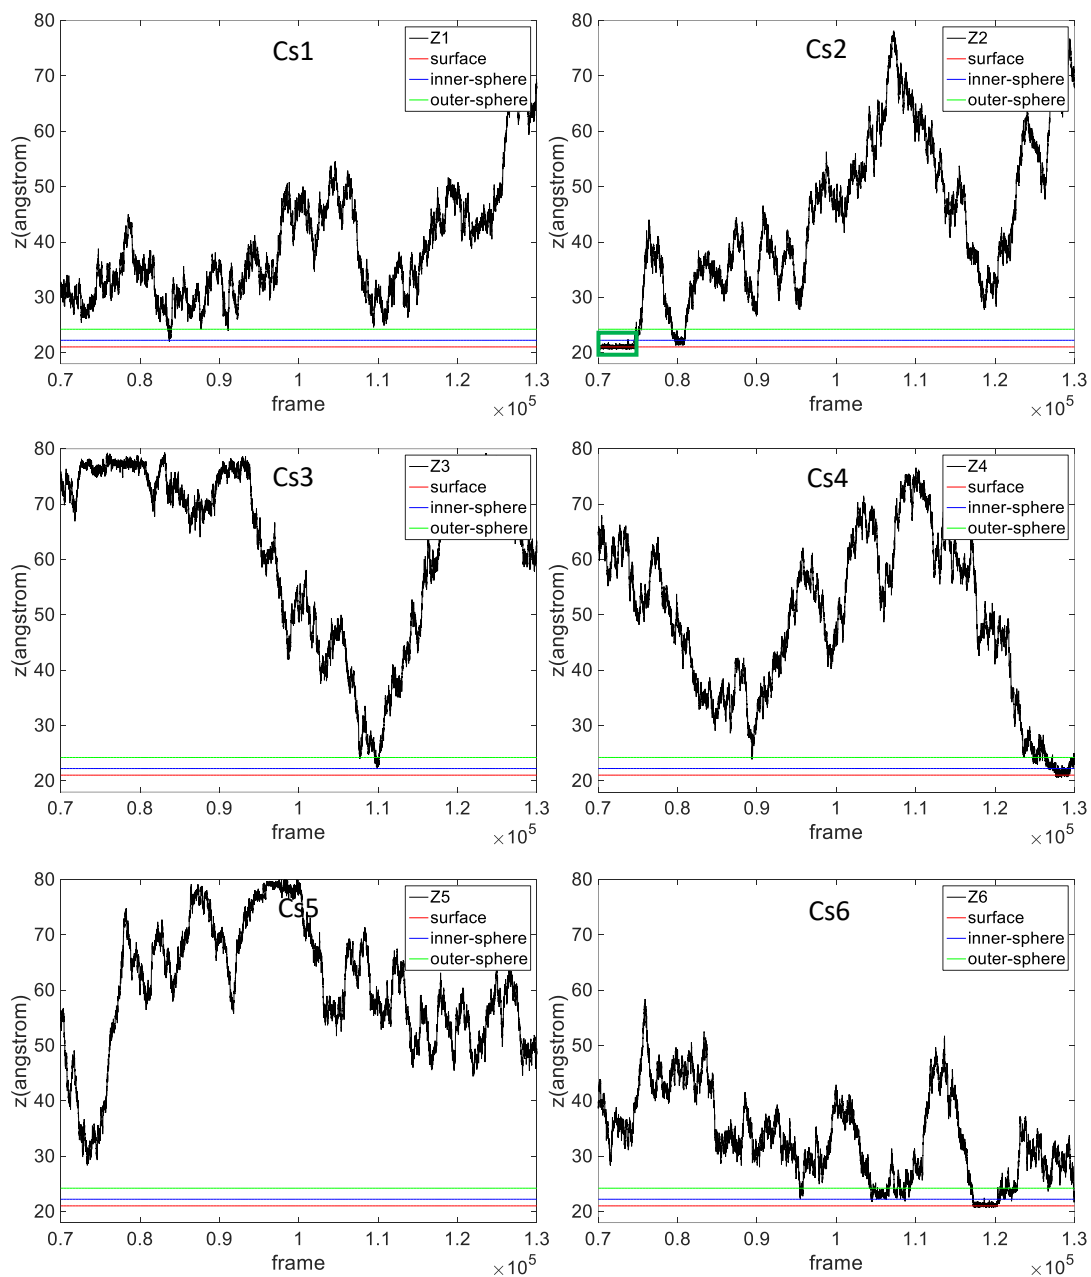 Cs1
Z1
surface
inner-sphere
outer-sphere
z(angstrom)
80
70
60
50
40
30
20
0.7 0.8 0.9 1 1.1 1.2 1.3
frame
×10^5
Cs2
Z2
surface
inner-sphere
outer-sphere
z(angstrom)
80
70
60
50
40
30
20
0.7 0.8 0.9 1 1.1 1.2 1.3
frame
×10^5
Cs3
Z3
surface
inner-sphere
outer-sphere
z(angstrom)
80
70
60
50
40
30
20
0.7 0.8 0.9 1 1.1 1.2 1.3
frame
×10^5
Cs4
Z4
surface
inner-sphere
outer-sphere
z(angstrom)
80
70
60
50
40
30
20
0.7 0.8 0.9 1 1.1 1.2 1.3
frame
×10^5
Cs5
Z5
surface
inner-sphere
outer-sphere
z(angstrom)
80
70
60
50
40
30
20
0.7 0.8 0.9 1 1.1 1.2 1.3
frame
×10^5
Cs6
Z6
surface
inner-sphere
outer-sphere
z(angstrom)
80
70
60
50
40
30
20
0.7 0.8 0.9 1 1.1 1.2 1.3
frame
×10^5